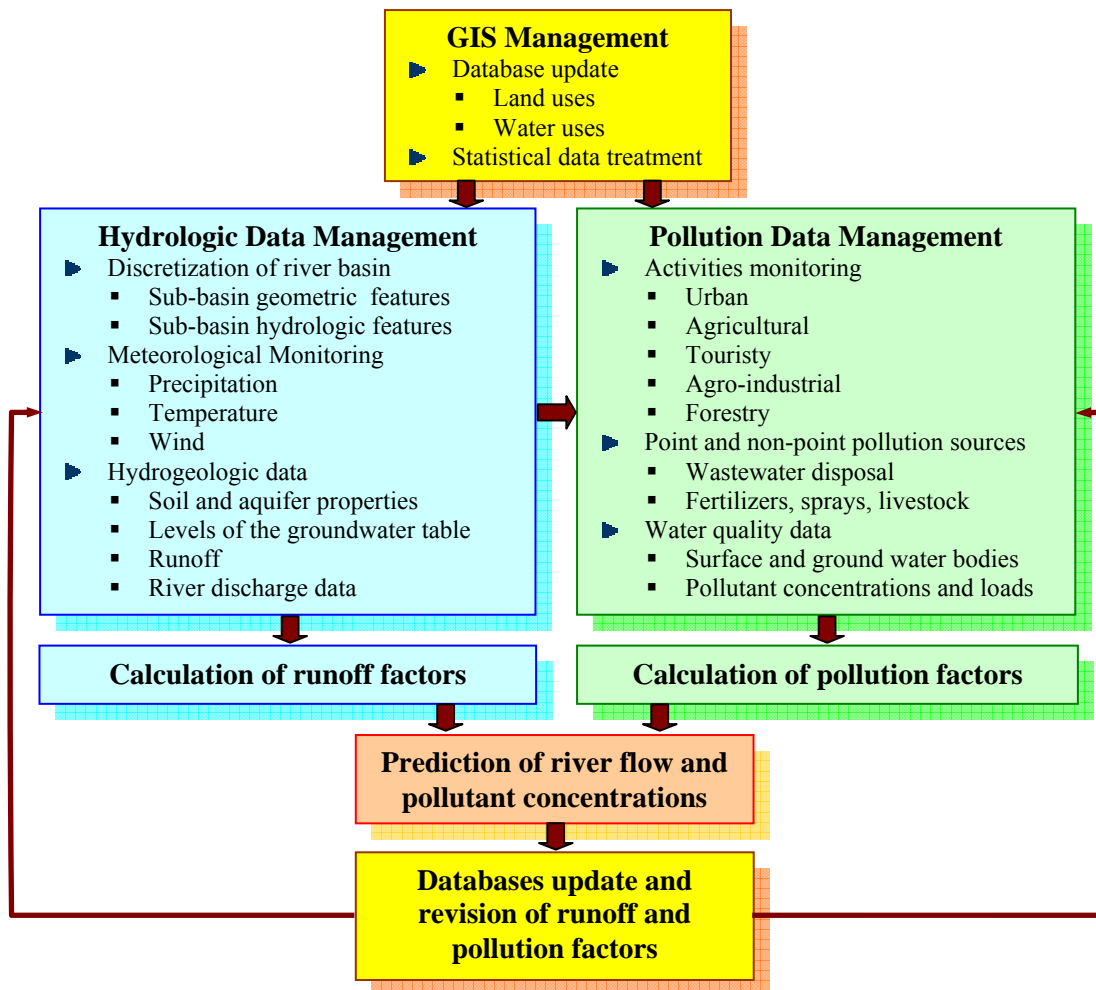 GIS Management
Database update
Land uses
Water uses
Statistical data treatment
Hydrologic Data Management
Discretization of river basin
Sub-basin geometric features
Sub-basin hydrologic features
Meteorological Monitoring
Precipitation
Temperature
Wind
Hydrogeologic data
Soil and aquifer properties
Levels of the groundwater table
Runoff
River discharge data
Pollution Data Management
Activities monitoring
Urban
Agricultural
Touristy
Agro-industrial
Forestry
Point and non-point pollution sources
Wastewater disposal
Fertilizers, sprays, livestock
Water quality data
Surface and ground water bodies
Pollutant concentrations and loads
Calculation of runoff factors
Calculation of pollution factors
Prediction of river flow and
pollutant concentrations
Databases update and
revision of runoff and
pollution factors